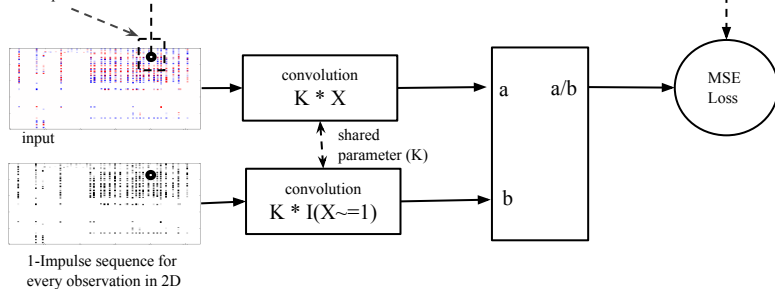 convolution
K * X
MSE
Loss
a
a/b
input
shared
parameter (K)
convolution
K * I(X~=1)
b
1-Impulse sequence for
every observation in 2D